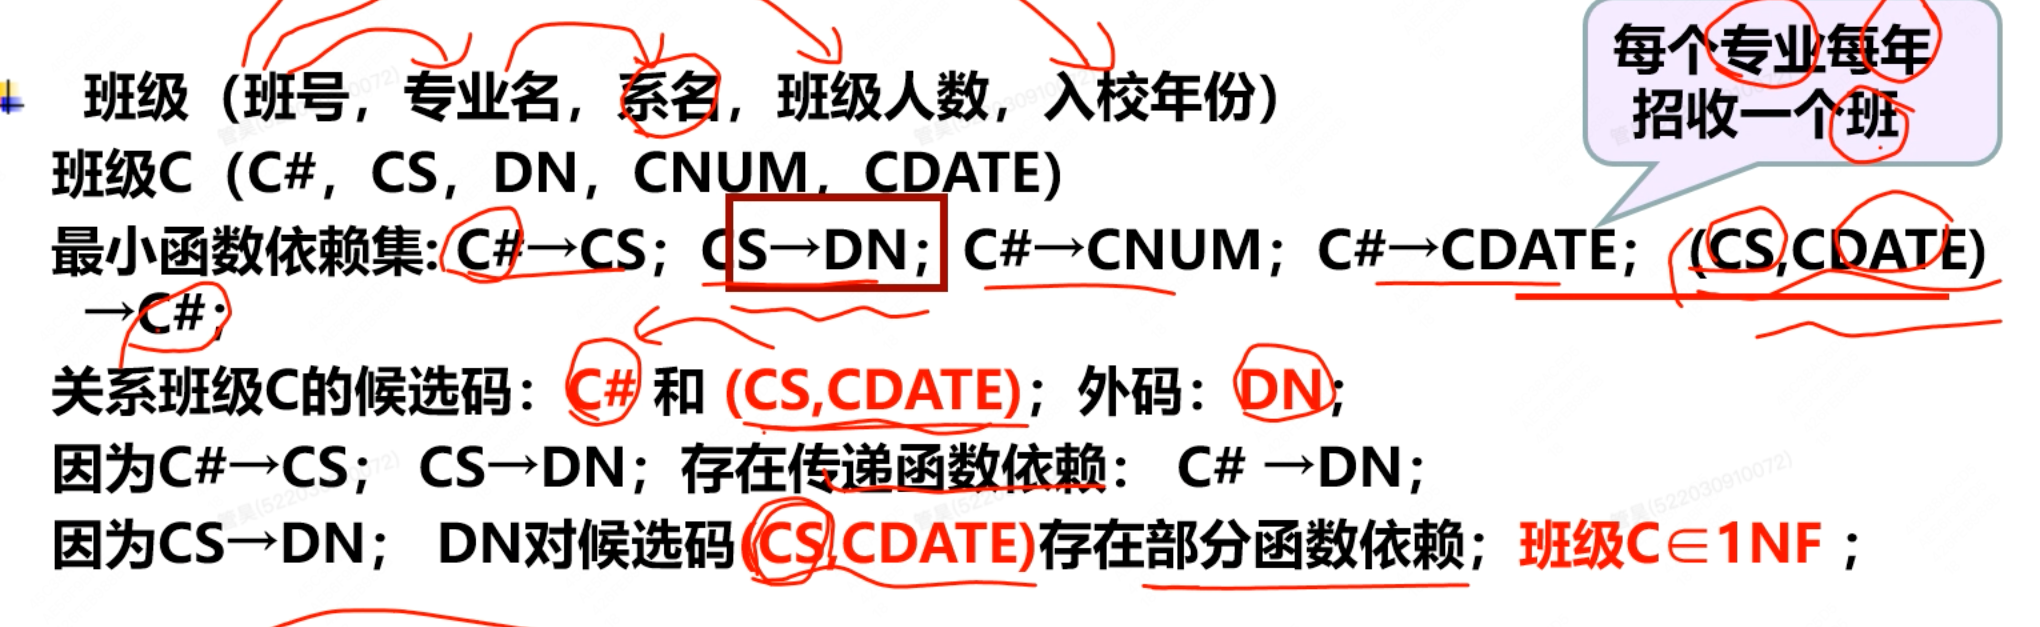 每个专业每年
招收一个班
班级（班号，专业名，系名，班级人数，入校年份）
班级C（C#，CS，DN，CNUM，CDATE）
最小函数依赖集：C#→CS；CS→DN；C#→CNUM；C#→CDATE；(CS,CDATE)
→C#；
关系班级C的候选码：C# 和 (CS,CDATE)；外码：DN；
因为C#→CS；CS→DN；存在传递函数依赖：C# →DN；
因为CS→DN；DN对候选码(CS,CDATE)存在部分函数依赖；班级C∈1NF；